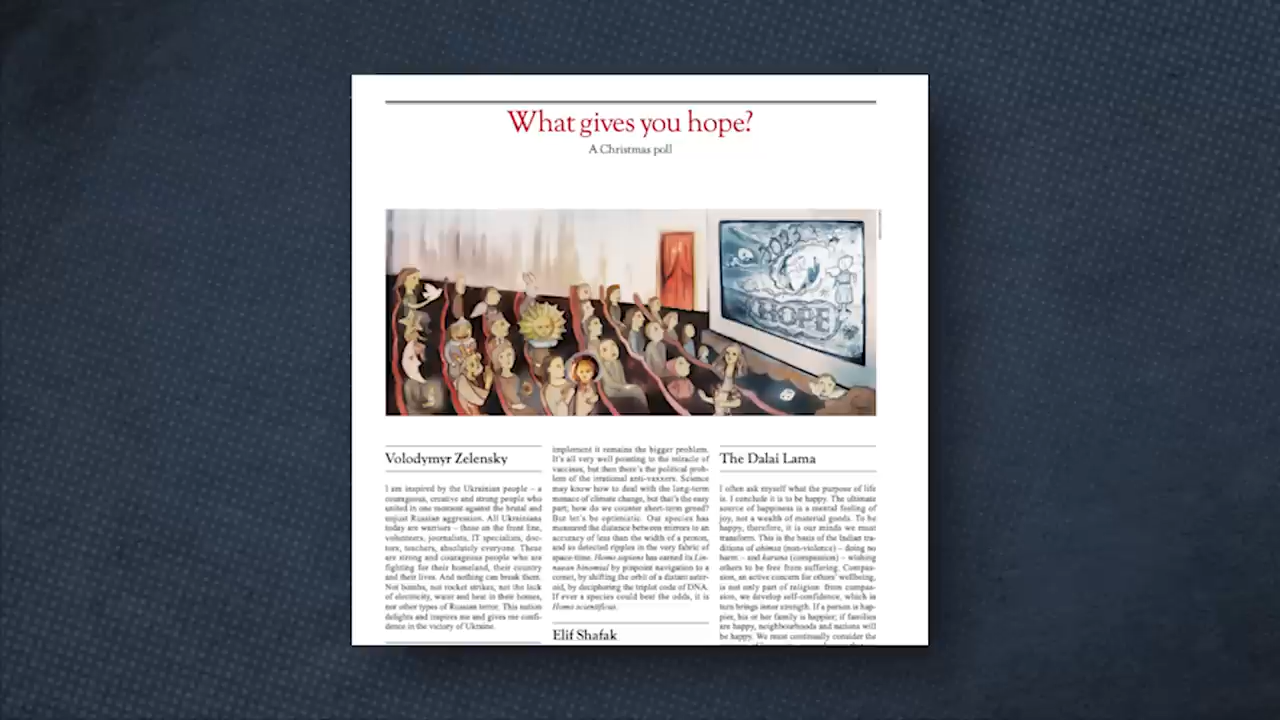 What gives you hope?
A Christmas poll
2023
HOPE
Volodymyr Zelensky
I am inspired by the Ukrainian people – a
courageous, creative and strong people who
united in one moment against the brutal and
unjust Russian aggression. All Ukrainians
today are warriors – those on the front line,
volunteers, journalists, IT specialists, doc-
tors, teachers, absolutely everyone. These
are strong and courageous people who are
fighting for their homeland, their country
and their lives. And nothing can break them.
Not bombs, not rocket strikes, not the lack
of electricity, water and heat in their homes,
nor other types of Russian terror. This nation
delights and inspires me and gives me confi-
dence in the victory of Ukraine.
implement it remains the bigger problem.
It's all very well pointing to the miracle of
vaccines, but then there's the political prob-
lem of the irrational anti-vaxxers. Science
may know how to deal with the long-term
menace of climate change, but that's the easy
part; how do we counter short-term greed?
But let's be optimistic. Our species has
measured the distance between mirrors to an
accuracy of less than the width of a proton,
and so detected ripples in the very fabric of
space-time. Homo sapiens has earned its Lin-
naean binomial by pinpoint navigation to a
comet, by shifting the orbit of a distant aster-
oid, by deciphering the triplet code of DNA.
If ever a species could beat the odds, it is
Homo scientificus.
Elif Shafak
The Dalai Lama
I often ask myself what the purpose of life
is. I conclude it is to be happy. The ultimate
source of happiness is a mental feeling of
joy, not a wealth of material goods. To be
happy, therefore, it is our minds we must
transform. This is the basis of the Indian tra-
ditions of ahimsa (non-violence) – doing no
harm – and karuna (compassion) – wishing
others to be free from suffering. Compas-
sion, an active concern for others' wellbeing,
is not only part of religion: from compas-
sion, we develop self-confidence, which in
turn brings inner strength. If a person is hap-
pier, his or her family is happier; if families
are happy, neighbourhoods and nations will
be happy. We must continually consider the